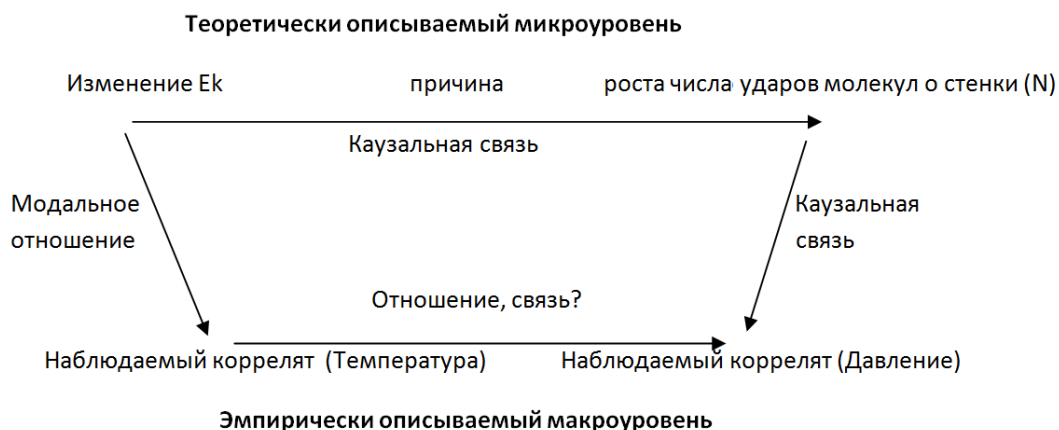 Теоретически описываемый микроуровень
Изменение Ek причина роста числа ударов молекул о стенки (N)
Каузальная связь
Модальное
отношение
Каузальная
связь
Отношение, связь?
Наблюдаемый коррелят (Температура) Наблюдаемый коррелят (Давление)
Эмпирически описываемый макроуровень